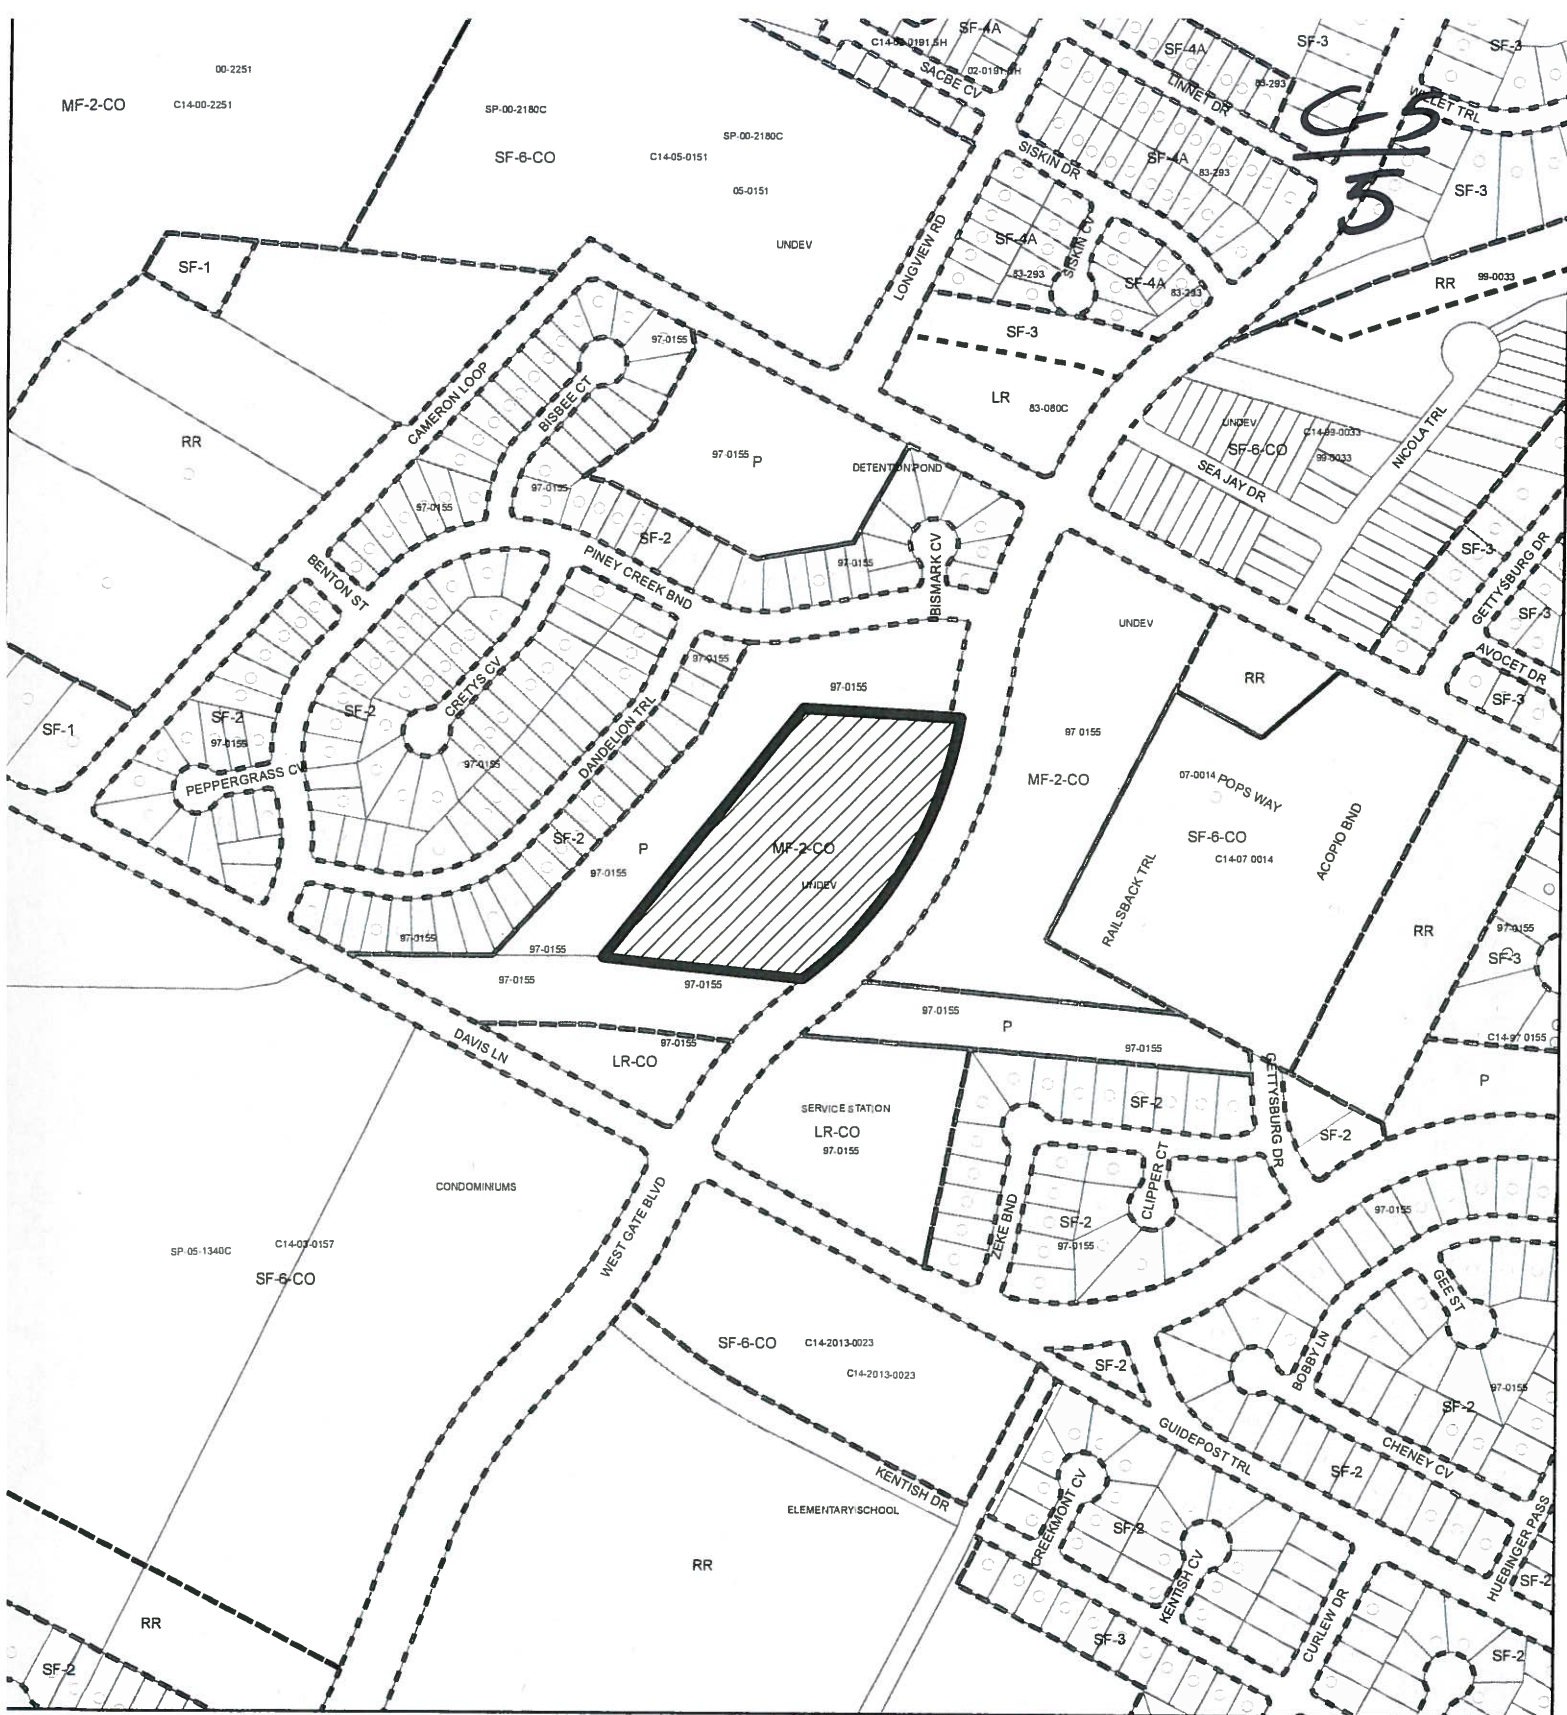 SF-4A
C14-02-0191.SH
SACBE CV
02-0191.SH
SF-4A
SF-3
SF-3
LINNET DR
83-293
WILLET TRL
C5
5
00-2251
MF-2-CO
C14-00-2251
SP-00-2180C
SP-00-2180C
SF-6-CO
C14-05-0151
05-0151
UNDEV
SISKIN DR
SF-4A
83-293
SF-3
LONGVIEW RD
SF-4A
SISKIN CV
83-293
SF-4A
83-293
SF-1
RR
99-0033
SF-3
97-0155
CAMERON LOOP
BISBEE CT
LR
83-080C
RR
UNDEV
C14-99-0033
SF-6-CO
99-0033
NICOLA TRL
SEA JAY DR
97-0155
P
DETENTION POND
97-0155
97-0155
SF-2
PINEY CREEK BND
97-0155
BISMARK CV
BENTON ST
SF-3
GETTYSBURG DR
SF-3
UNDEV
AVOCET DR
SF-3
RR
97-0155
97-0155
CRETYS CV
SF-2
97-0155
SF-2
SF-1
97-0155
DANDELION TRL
PEPPERGRASS CV
97 0155
MF-2-CO
07-0014
POPS WAY
SF-6-CO
C14-07 0014
ACOPIO BND
RAILSBACK TRL
SF-2
P
97-0155
MF-2-CO
UNDEV
97-0155
97-0155
97-0155
97-0155
RR
97-0155
SF-3
97-0155
P
97-0155
C14-97 0155
P
DAVIS LN
97-0155
LR-CO
SERVICE STATION
LR-CO
97-0155
SF-2
GETTYSBURG DR
SF-2
CLIPPER CT
ZEKE BND
SF-2
97-0155
97-0155
CONDOMINIUMS
WEST GATE BLVD
SP-05-1340C
C14-03-0157
SF-6-CO
SF-6-CO
C14-2013-0023
C14-2013-0023
GEE ST
BOBBY LN
SF-2
97-0155
SF-2
GUIDEPOST TRL
CHENEY CV
SF-2
KENTISH DR
ELEMENTARY SCHOOL
CREEKMONT CV
SF-2
KENTISH CV
HUEBINGER PASS
SF-2
RR
RR
SF-2
SF-3
CURLEW DR
SF-2